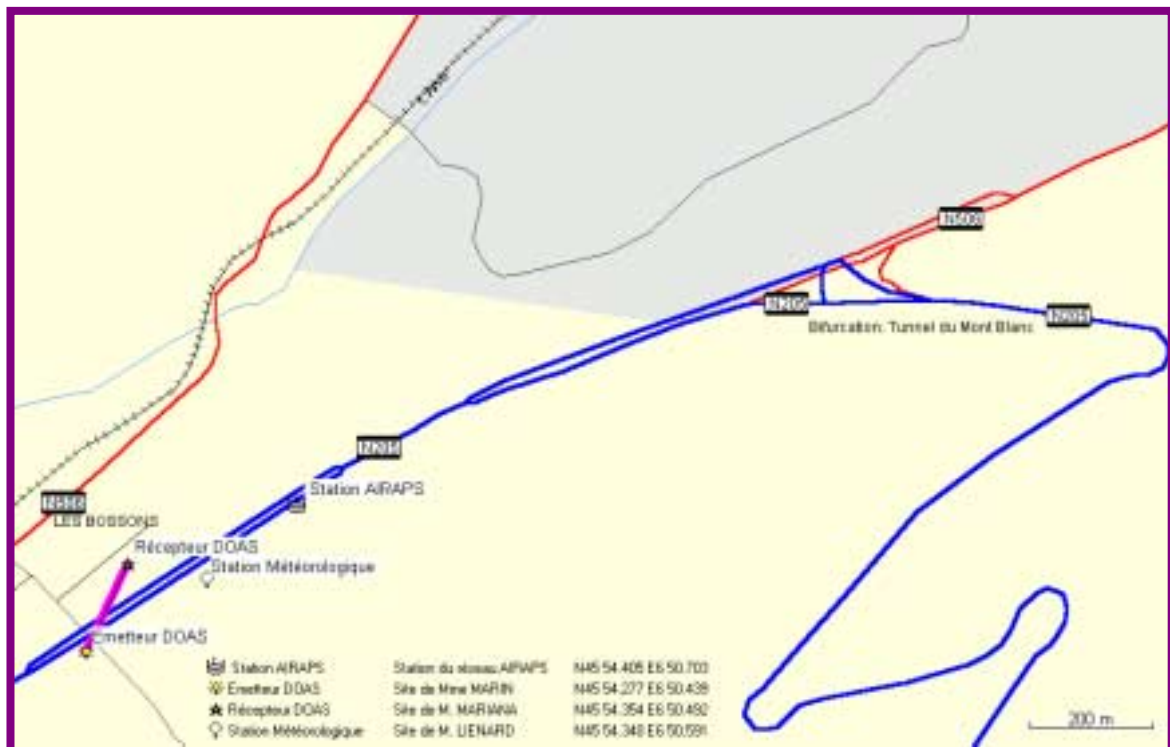 N205
Bifurcation: Tunnel du Mont Blanc
N205
N205
Station AIRAPS
N506
LES BOSSONS
Récepteur DOAS
Station Météorologique
Emetteur DOAS
Station AIRAPS Station du réseau AIRAPS N45 54.405 E6 50.703
Emetteur DOAS Site de Mme MARIN N45 54.277 E6 50.439
Récepteur DOAS Site de M. MARIANA N45 54.354 E6 50.492
Station Météorologique Site de M. LIENARD N45 54.348 E6 50.591
200 m